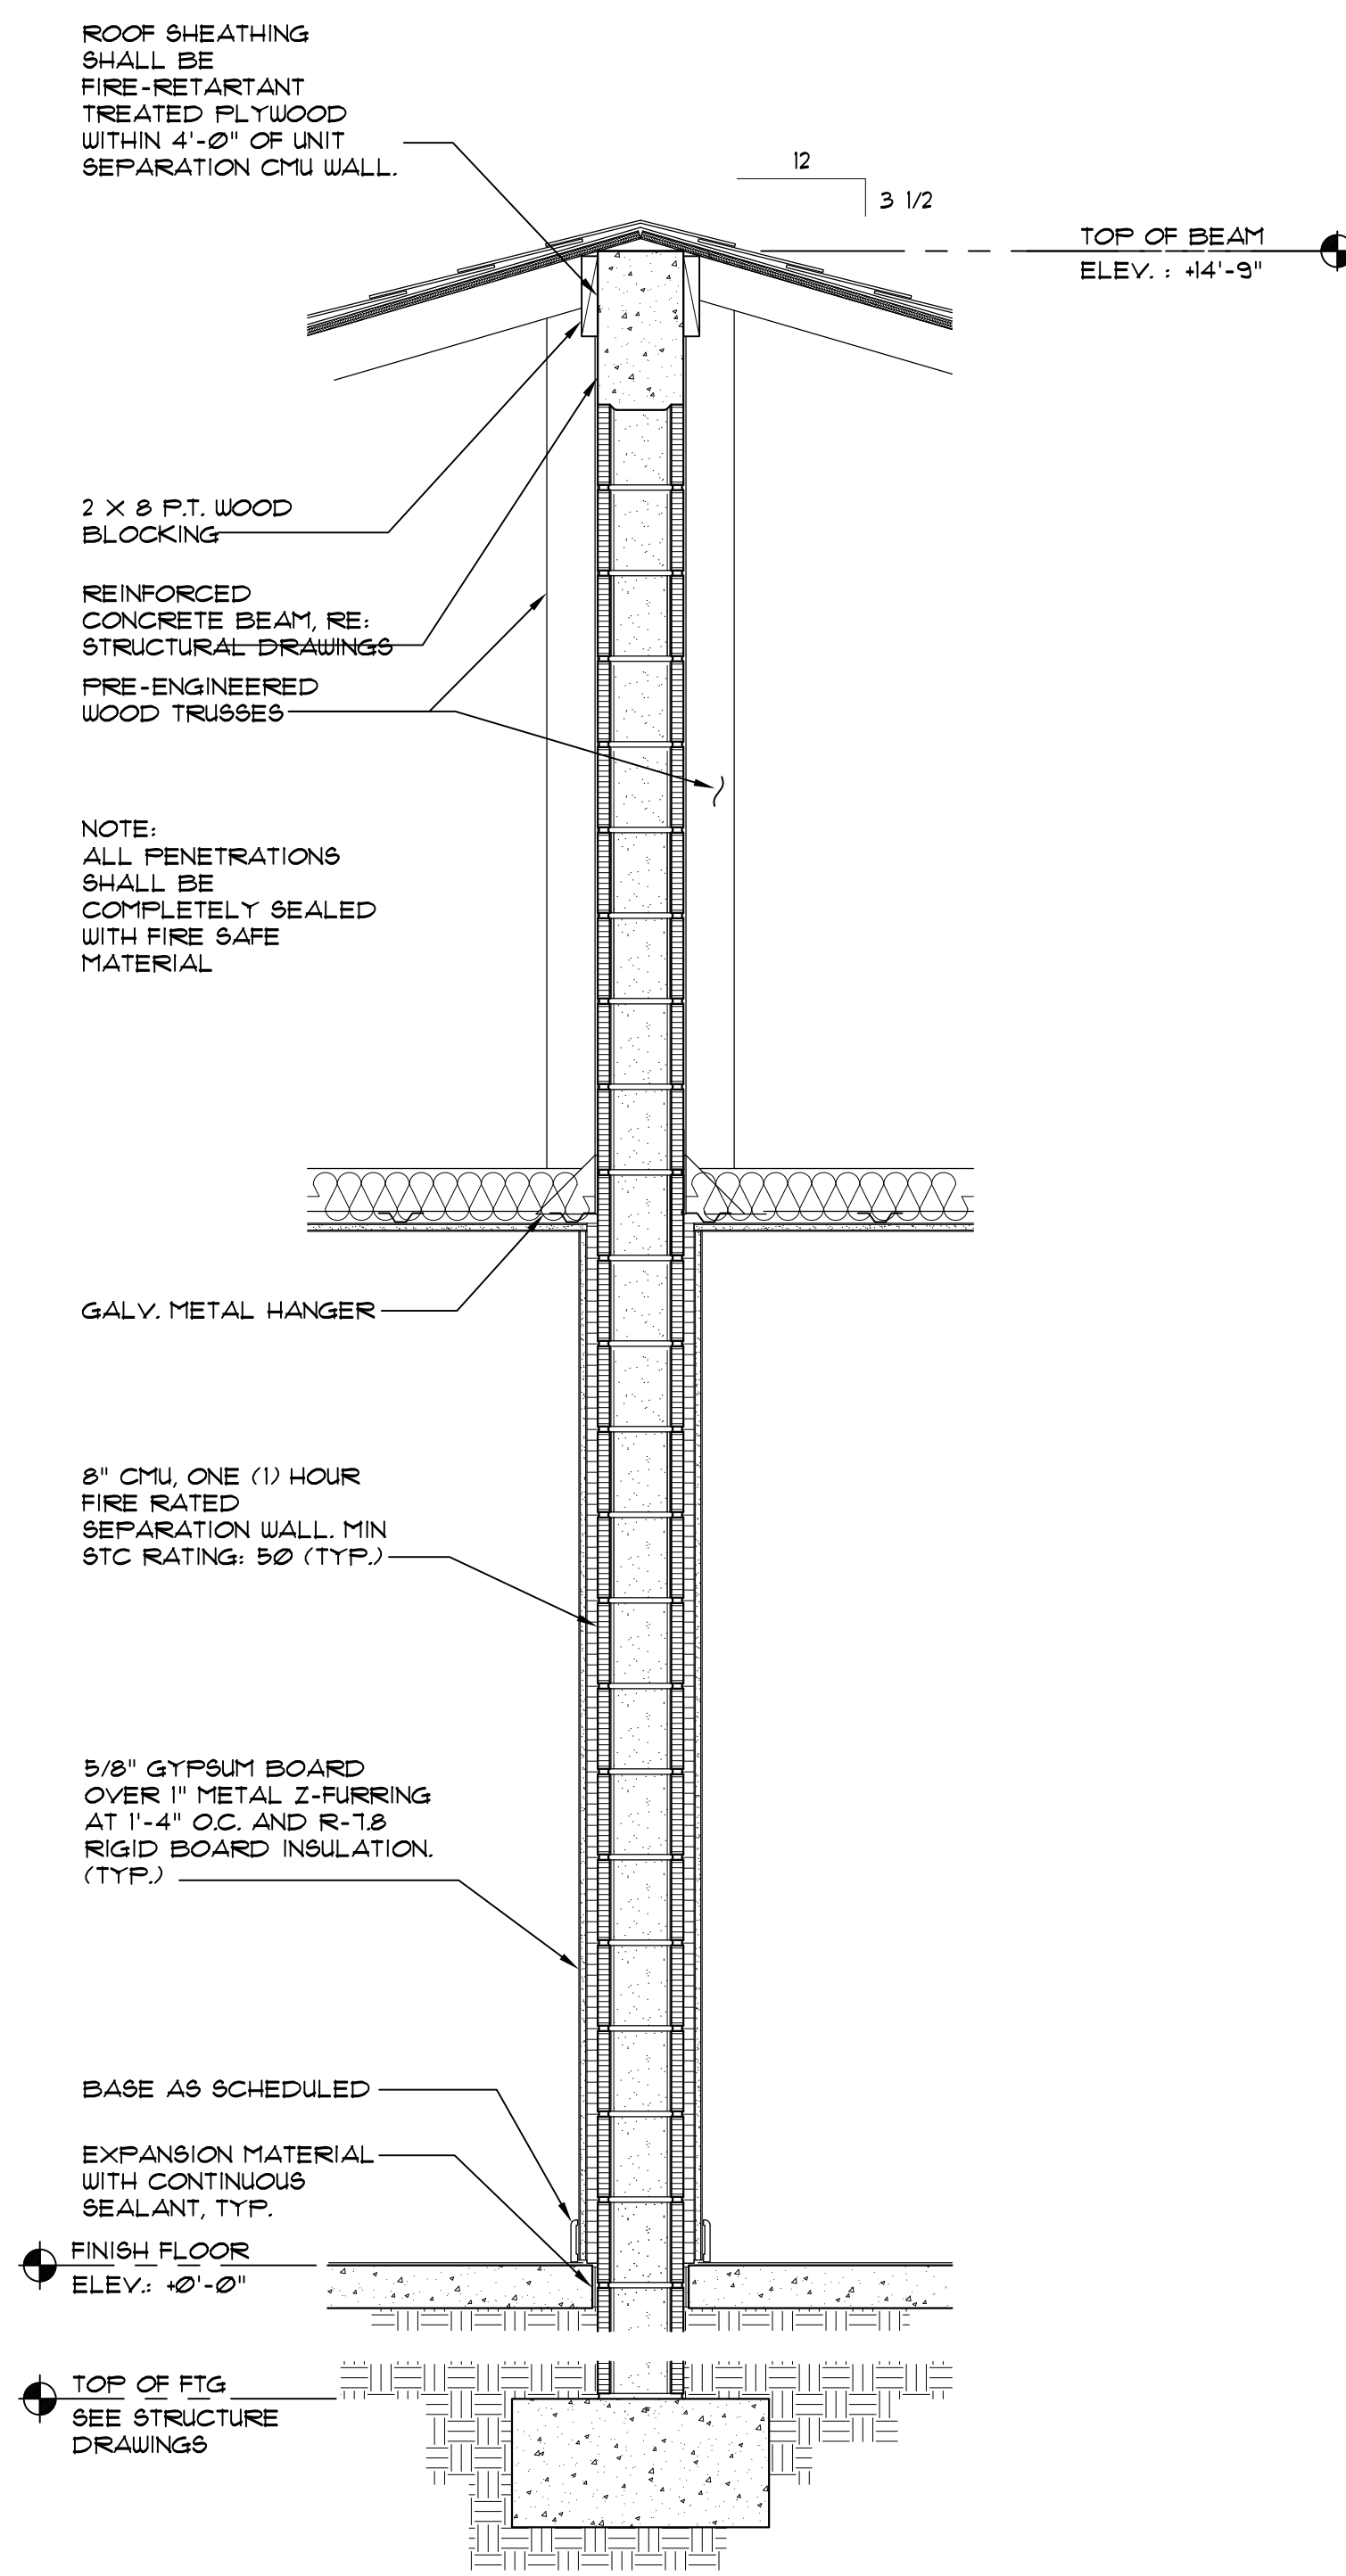 ROOF SHEATHING
SHALL BE
FIRE-RETARTANT
TREATED PLYWOOD
WITHIN 4'-0" OF UNIT
SEPARATION CMU WALL.
12
3 1/2
TOP OF BEAM
ELEV. : +14'-9"
2 X 8 P.T. WOOD
BLOCKING
REINFORCED
CONCRETE BEAM, RE:
STRUCTURAL DRAWINGS
PRE-ENGINEERED
WOOD TRUSSES
NOTE:
ALL PENETRATIONS
SHALL BE
COMPLETELY SEALED
WITH FIRE SAFE
MATERIAL
GALV. METAL HANGER
8" CMU, ONE (1) HOUR
FIRE RATED
SEPARATION WALL. MIN
STC RATING: 50 (TYP.)
5/8" GYPSUM BOARD
OVER 1" METAL Z-FURRING
AT 1'-4" O.C. AND R-7.8
RIGID BOARD INSULATION.
(TYP.)
BASE AS SCHEDULED
EXPANSION MATERIAL
WITH CONTINUOUS
SEALANT, TYP.
FINISH FLOOR
ELEV.: +0'-0"
TOP OF FTG
SEE STRUCTURE
DRAWINGS